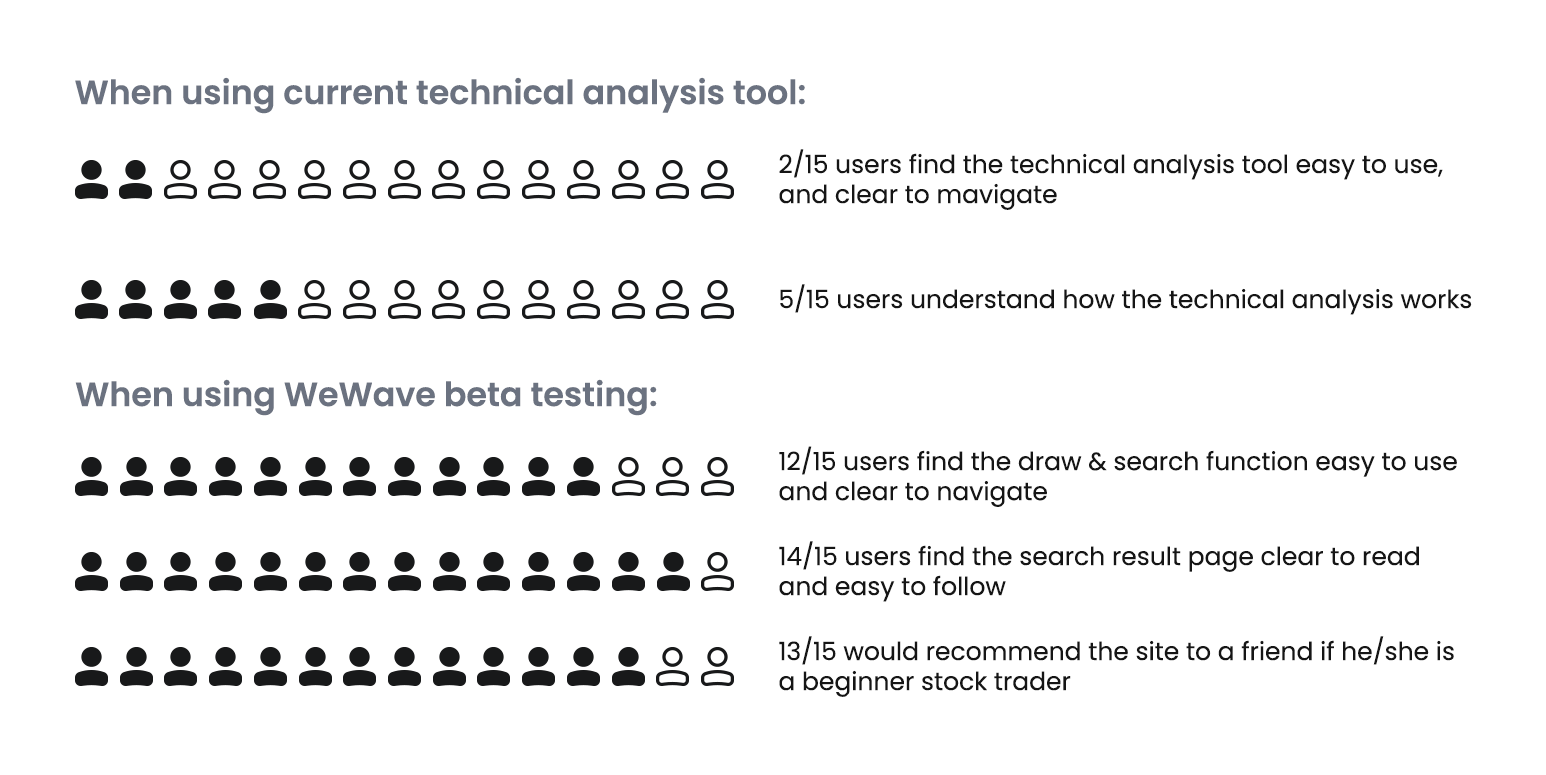 When using current technical analysis tool:
2/15 users find the technical analysis tool easy to use,
and clear to mavigate
5/15 users understand how the technical analysis works
When using WeWave beta testing:
12/15 users find the draw & search function easy to use
and clear to navigate
14/15 users find the search result page clear to read
and easy to follow
13/15 would recommend the site to a friend if he/she is
a beginner stock trader